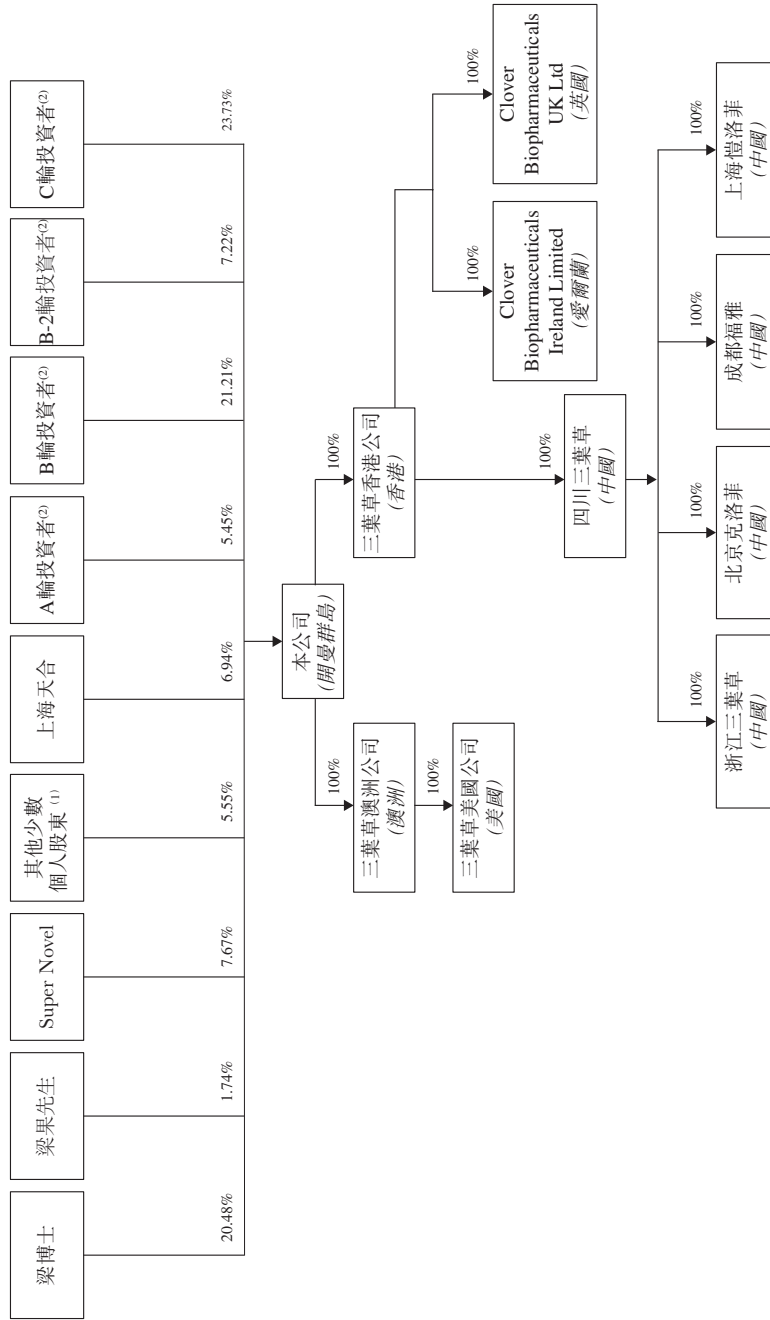 梁博士
梁果先生
Super Novel
其他少數
個人股東 (1)
上海天合
A輪投資者(2)
B輪投資者(2)
B-2輪投資者(2)
C輪投資者(2)
20.48%
1.74%
7.67%
5.55%
6.94%
5.45%
21.21%
7.22%
23.73%
本公司
(開曼群島)
100%
100%
三葉草澳洲公司
(澳洲)
三葉草香港公司
(香港)
100%
三葉草美國公司
(美國)
100%
100%
Clover
Biopharmaceuticals
Ireland Limited
(愛爾蘭)
Clover
Biopharmaceuticals
UK Ltd
(英國)
100%
四川三葉草
(中國)
100%
100%
100%
100%
浙江三葉草
(中國)
北京克洛菲
(中國)
成都福雅
(中國)
上海愷洛菲
(中國)